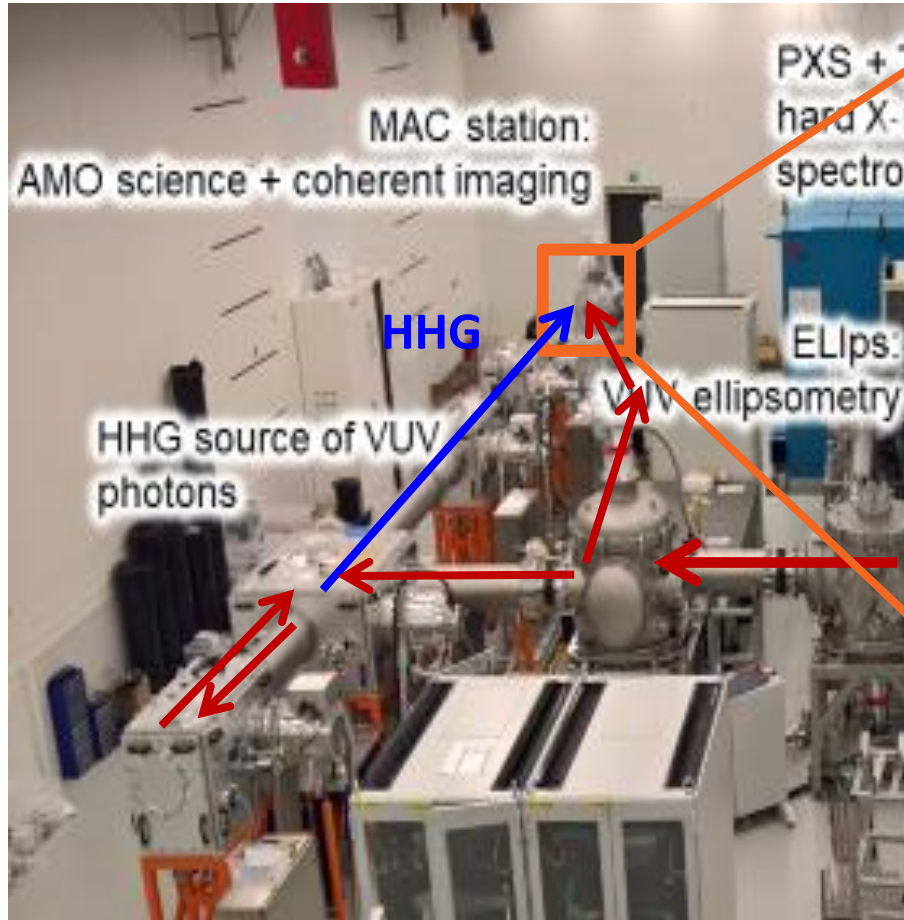 PXS +
hard X-
spectro
MAC station:
AMO science + coherent imaging
HHG
ELIps:
VUV ellipsometry
HHG source of VUV
photons